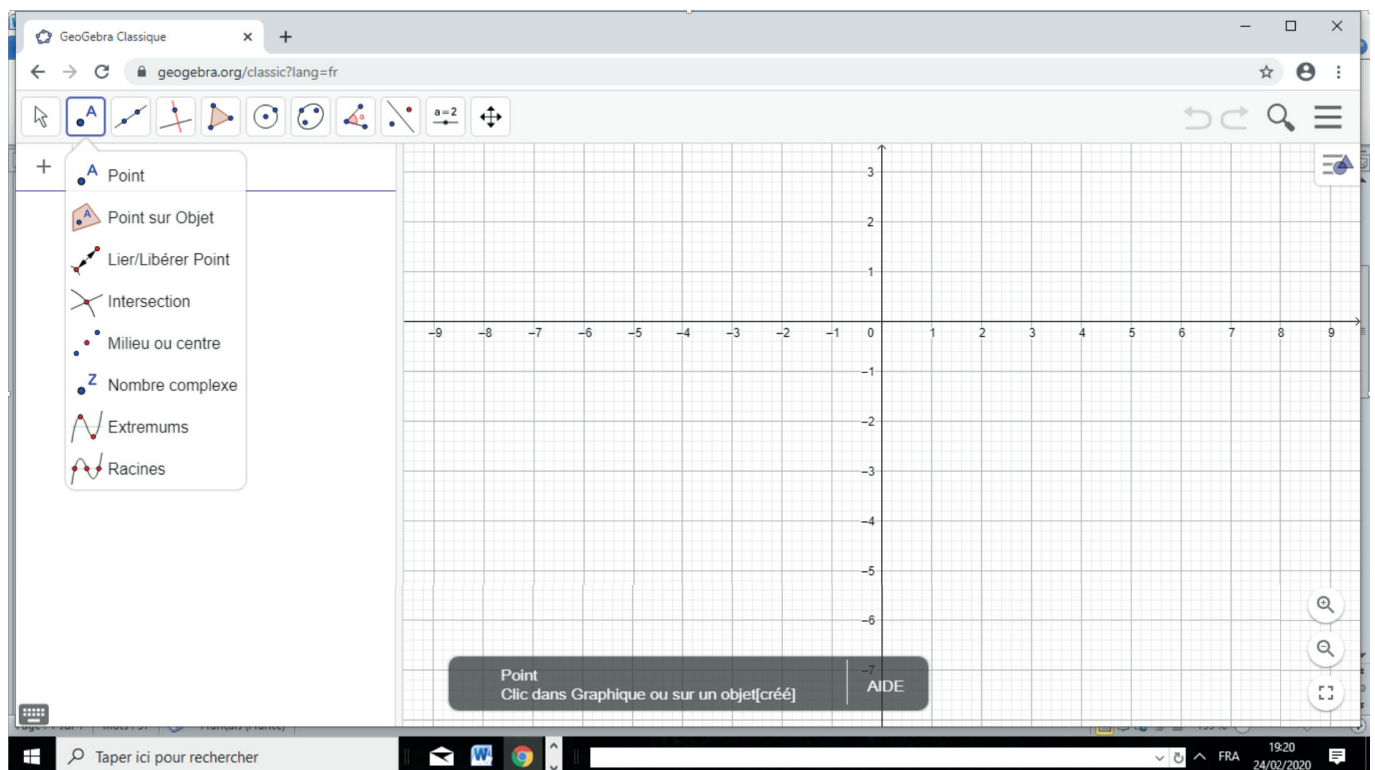 GeoGebra Classique
geogebra.org/classic?lang=fr
A
a=2
A Point
A Point sur Objet
Lier/Libérer Point
Intersection
Milieu ou centre
Z Nombre complexe
Extremums
Racines
3
2
1
–9 –8 –7 –6 –5 –4 –3 –2 –1 0 1 2 3 4 5 6 7 8 9
–1
–2
–3
–4
–5
–6
–7
Point
Clic dans Graphique ou sur un objet[créé]
AIDE
Taper ici pour rechercher
W
FRA
19:20
24/02/2020